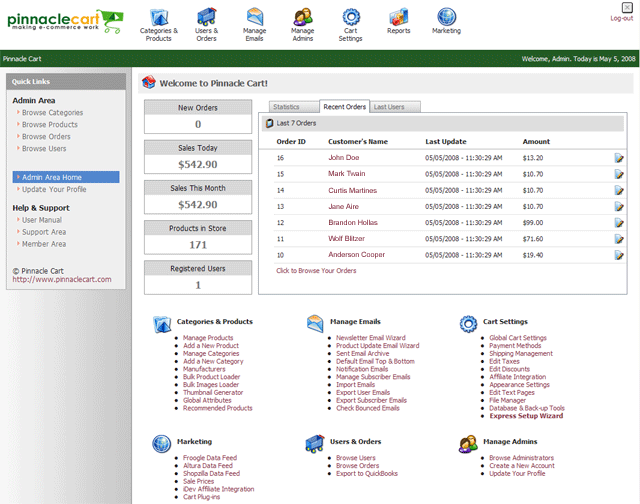 pinnaclecart
making e-commerce work
Categories & Products
Users & Orders
Manage Emails
Manage Admins
Cart Settings
Reports
Marketing
Log-out
Pinnacle Cart
Welcome, Admin. Today is May 5, 2008
Quick Links
Admin Area
Browse Categories
Browse Products
Browse Orders
Browse Users
Admin Area Home
Update Your Profile
Help & Support
User Manual
Support Area
Member Area
© Pinnacle Cart
http://www.pinnaclecart.com
Welcome to Pinnacle Cart!
New Orders
0
Sales Today
$542.90
Sales This Month
$542.90
Products in Store
171
Registered Users
1
Statistics Recent Orders Last Users
Last 7 Orders
Order ID Customer's Name Last Update Amount
16 John Doe 05/05/2008 - 11:30:29 AM $13.20
15 Mark Twain 05/05/2008 - 11:30:29 AM $10.70
14 Curtis Martines 05/05/2008 - 11:30:29 AM $10.70
13 Jane Aire 05/05/2008 - 11:30:29 AM $10.70
12 Brandon Hollas 05/05/2008 - 11:30:29 AM $99.00
11 Wolf Blitzer 05/05/2008 - 11:30:29 AM $71.60
10 Anderson Cooper 05/05/2008 - 11:30:29 AM $19.40
Click to Browse Your Orders
Categories & Products
Manage Products
Add a New Product
Manage Categories
Add a New Category
Manufacturers
Bulk Product Loader
Bulk Images Loader
Thumbnail Generator
Global Attributes
Recommended Products
Manage Emails
Newsletter Email Wizard
Product Update Email Wizard
Sent Email Archive
Default Email Top & Bottom
Notification Emails
Manage Subscriber Emails
Import Emails
Export User Emails
Export Subscriber Emails
Check Bounced Emails
Cart Settings
Global Cart Settings
Payment Methods
Shipping Management
Edit Taxes
Edit Discounts
Affiliate Integration
Appearance Settings
Edit Text Pages
File Manager
Database & Back-up Tools
Express Setup Wizard
Marketing
Froogle Data Feed
Altura Data Feed
Shopzilla Data Feed
Sale Prices
iDev Affiliate Integration
Cart Plug-ins
Users & Orders
Browse Users
Browse Orders
Export to QuickBooks
Manage Admins
Browse Administrators
Create a New Account
Update Your Profile